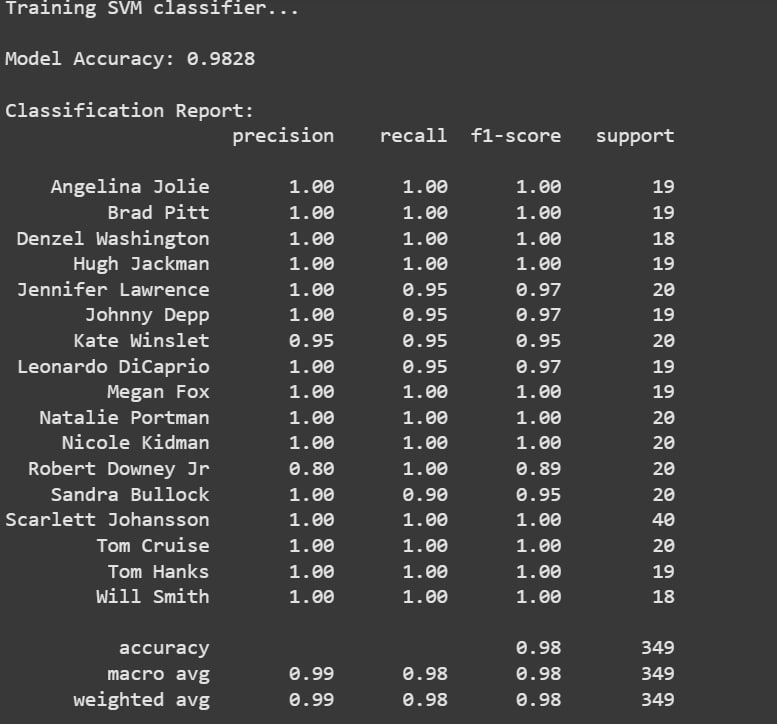 Training SVM classifier...
Model Accuracy: 0.9828
Classification Report:
precision recall f1-score support
Angelina Jolie 1.00 1.00 1.00 19
Brad Pitt 1.00 1.00 1.00 19
Denzel Washington 1.00 1.00 1.00 18
Hugh Jackman 1.00 1.00 1.00 19
Jennifer Lawrence 1.00 0.95 0.97 20
Johnny Depp 1.00 0.95 0.97 19
Kate Winslet 0.95 0.95 0.95 20
Leonardo DiCaprio 1.00 0.95 0.97 19
Megan Fox 1.00 1.00 1.00 19
Natalie Portman 1.00 1.00 1.00 20
Nicole Kidman 1.00 1.00 1.00 20
Robert Downey Jr 0.80 1.00 0.89 20
Sandra Bullock 1.00 0.90 0.95 20
Scarlett Johansson 1.00 1.00 1.00 40
Tom Cruise 1.00 1.00 1.00 20
Tom Hanks 1.00 1.00 1.00 19
Will Smith 1.00 1.00 1.00 18
accuracy 0.98 349
macro avg 0.99 0.98 0.98 349
weighted avg 0.99 0.98 0.98 349